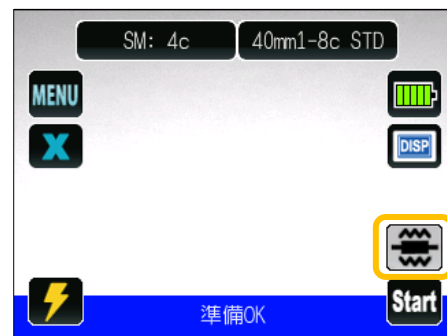 SM: 4c
40mm1-8c STD
MENU
X
DISP
準備OK
Start